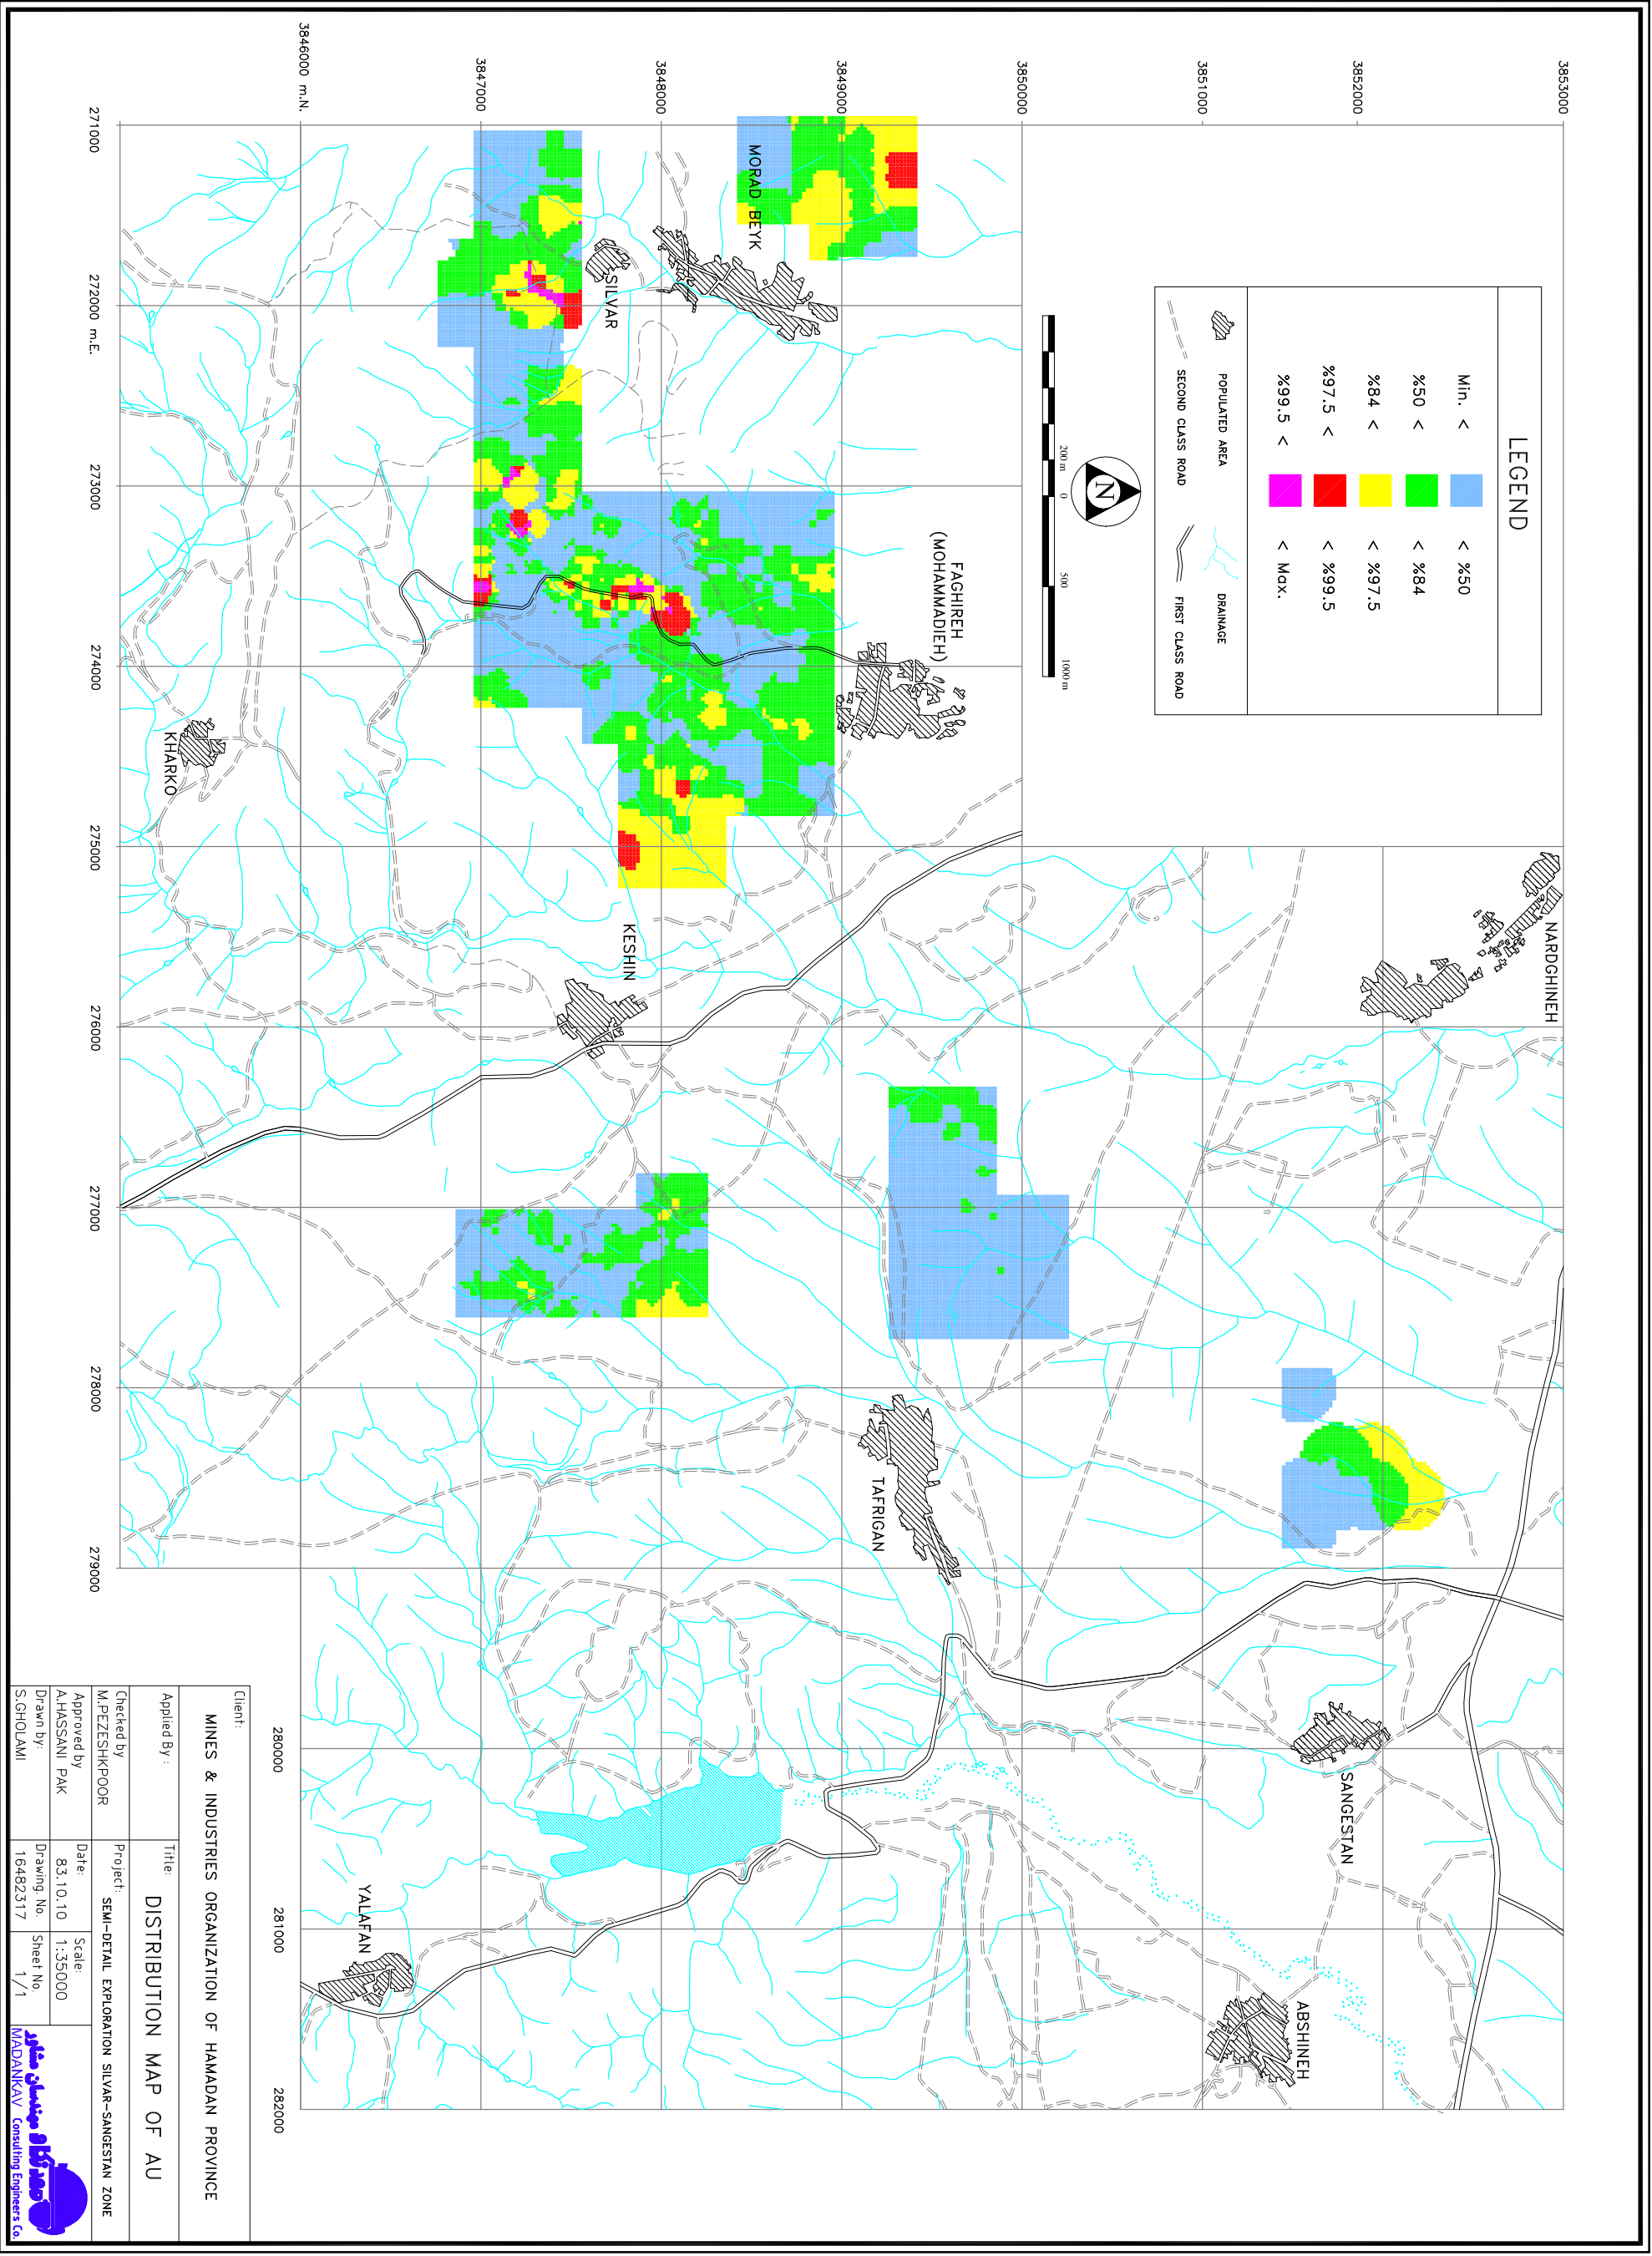 LEGEND
Min. < < %50
%50 < < %84
%84 < < %97.5
%97.5 < < %99.5
%99.5 < < Max.
POPULATED AREA
DRAINAGE
SECOND CLASS ROAD
FIRST CLASS ROAD
N
200 m 0 500 1000 m
3853000
3852000
3851000
3850000
3849000
3848000
3847000
3846000 m.N.
271000
272000 m.E.
273000
274000
275000
276000
277000
278000
279000
280000
281000
282000
NARDGHINEH
MORAD BEYK
SILVAR
FAGHIREH
(MOHAMMADIEH)
KHARKO
KESHIN
TAFRIGAN
SANGESTAN
ABSHINEH
YALAFAN
Client:
MINES & INDUSTRIES ORGANIZATION OF HAMADAN PROVINCE
Applied By :
Title:
DISTRIBUTION MAP OF AU
Checked by
M.PEZESHKPOOR
Project:
SEMI-DETAIL EXPLORATION SILVAR-SANGESTAN ZONE
Approved by
A.HASSANI PAK
Date:
83.10.10
Scale:
1:35000
Drawn by:
S.GHOLAMI
Drawing. No.
16482317
Sheet No.
1/1
مهندسان مشاور
معدنکاو
MADANKAV Consulting Engineers Co.